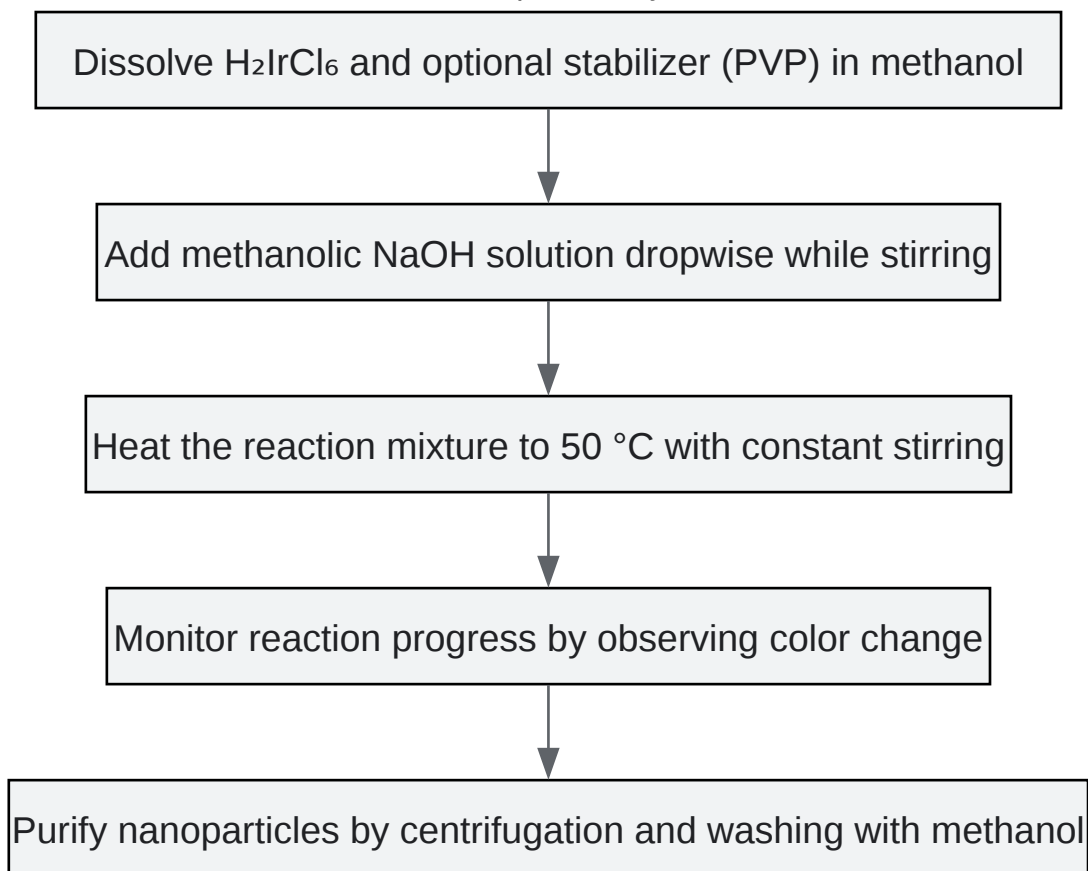 Dissolve H₂IrCl₆ and optional stabilizer (PVP) in methanol
Add methanolic NaOH solution dropwise while stirring
Heat the reaction mixture to 50 °C with constant stirring
Monitor reaction progress by observing color change
Purify nanoparticles by centrifugation and washing with methanol